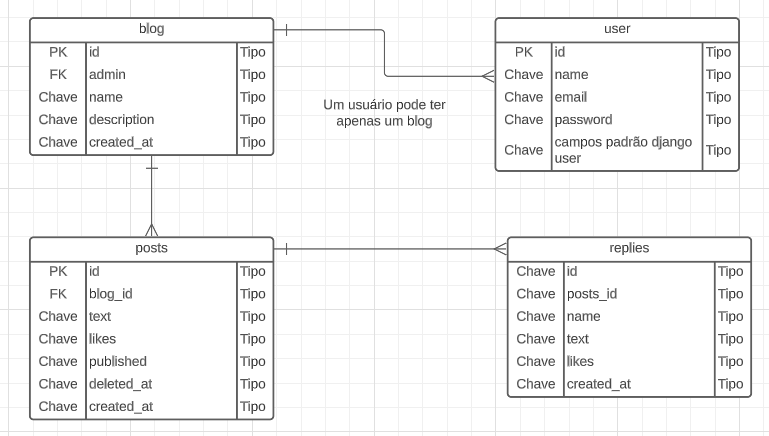 blog
PK id Tipo
FK admin Tipo
Chave name Tipo
Chave description Tipo
Chave created_at Tipo
user
PK id Tipo
Chave name Tipo
Chave email Tipo
Chave password Tipo
Chave campos padrão django
user Tipo
Um usuário pode ter
apenas um blog
posts
PK id Tipo
FK blog_id Tipo
Chave text Tipo
Chave likes Tipo
Chave published Tipo
Chave deleted_at Tipo
Chave created_at Tipo
replies
Chave id Tipo
Chave posts_id Tipo
Chave name Tipo
Chave text Tipo
Chave likes Tipo
Chave created_at Tipo